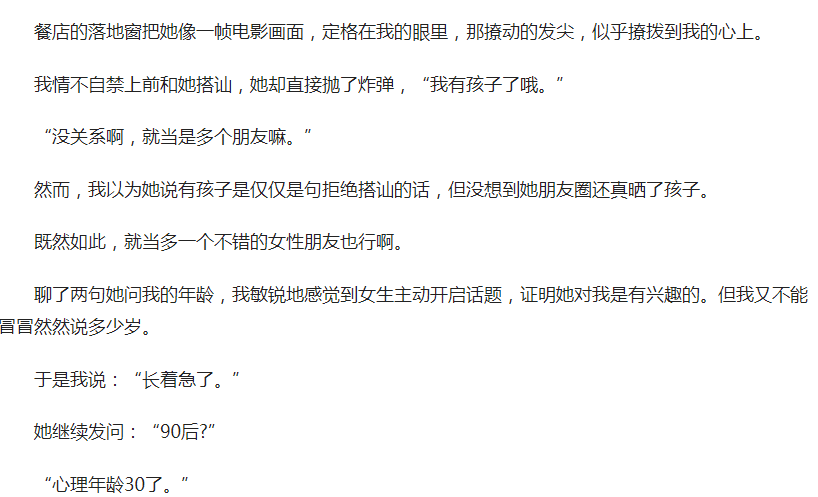 餐店的落地窗把她像一帧电影画面，定格在我的眼里，那撩动的发尖，似乎撩拨到我的心上。
我情不自禁上前和她搭讪，她却直接抛了炸弹，“我有孩子了哦。”
“没关系啊，就当是多个朋友嘛。”
然而，我以为她说有孩子是仅仅是句拒绝搭讪的话，但没想到她朋友圈还真晒了孩子。
既然如此，就当多一个不错的女性朋友也行啊。
聊了两句她问我的年龄，我敏锐地感觉到女生主动开启话题，证明她对我是有兴趣的。但我又不能
冒冒然然说多少岁。
于是我说：“长着急了。”
她继续发问：“90后?”
“心理年龄30了。”